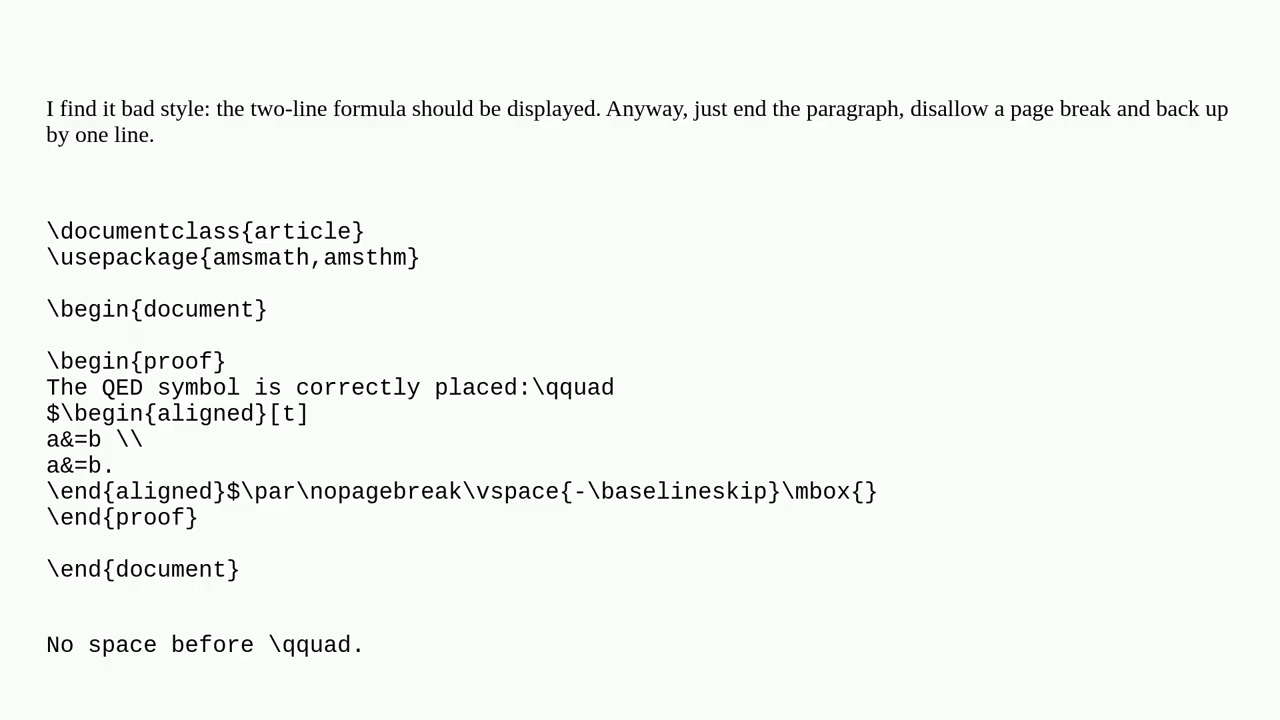 I find it bad style: the two-line formula should be displayed. Anyway, just end the paragraph, disallow a page break and back up
by one line.
\documentclass{article}
\usepackage{amsmath,amsthm}
\begin{document}
\begin{proof}
The QED symbol is correctly placed:\qquad
$\begin{aligned}[t]
a&=b \\
a&=b.
\end{aligned}$\par\nopagebreak\vspace{-\baselineskip}\mbox{}
\end{proof}
\end{document}
No space before \qquad.